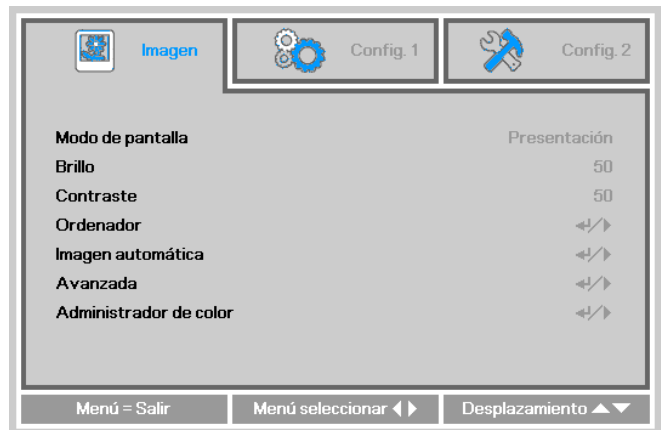 Imagen
Config. 1
Config. 2
Modo de pantalla Presentación
Brillo 50
Contraste 50
Ordenador
Imagen automática
Avanzada
Administrador de color
Menú = Salir
Menú seleccionar
Desplazamiento